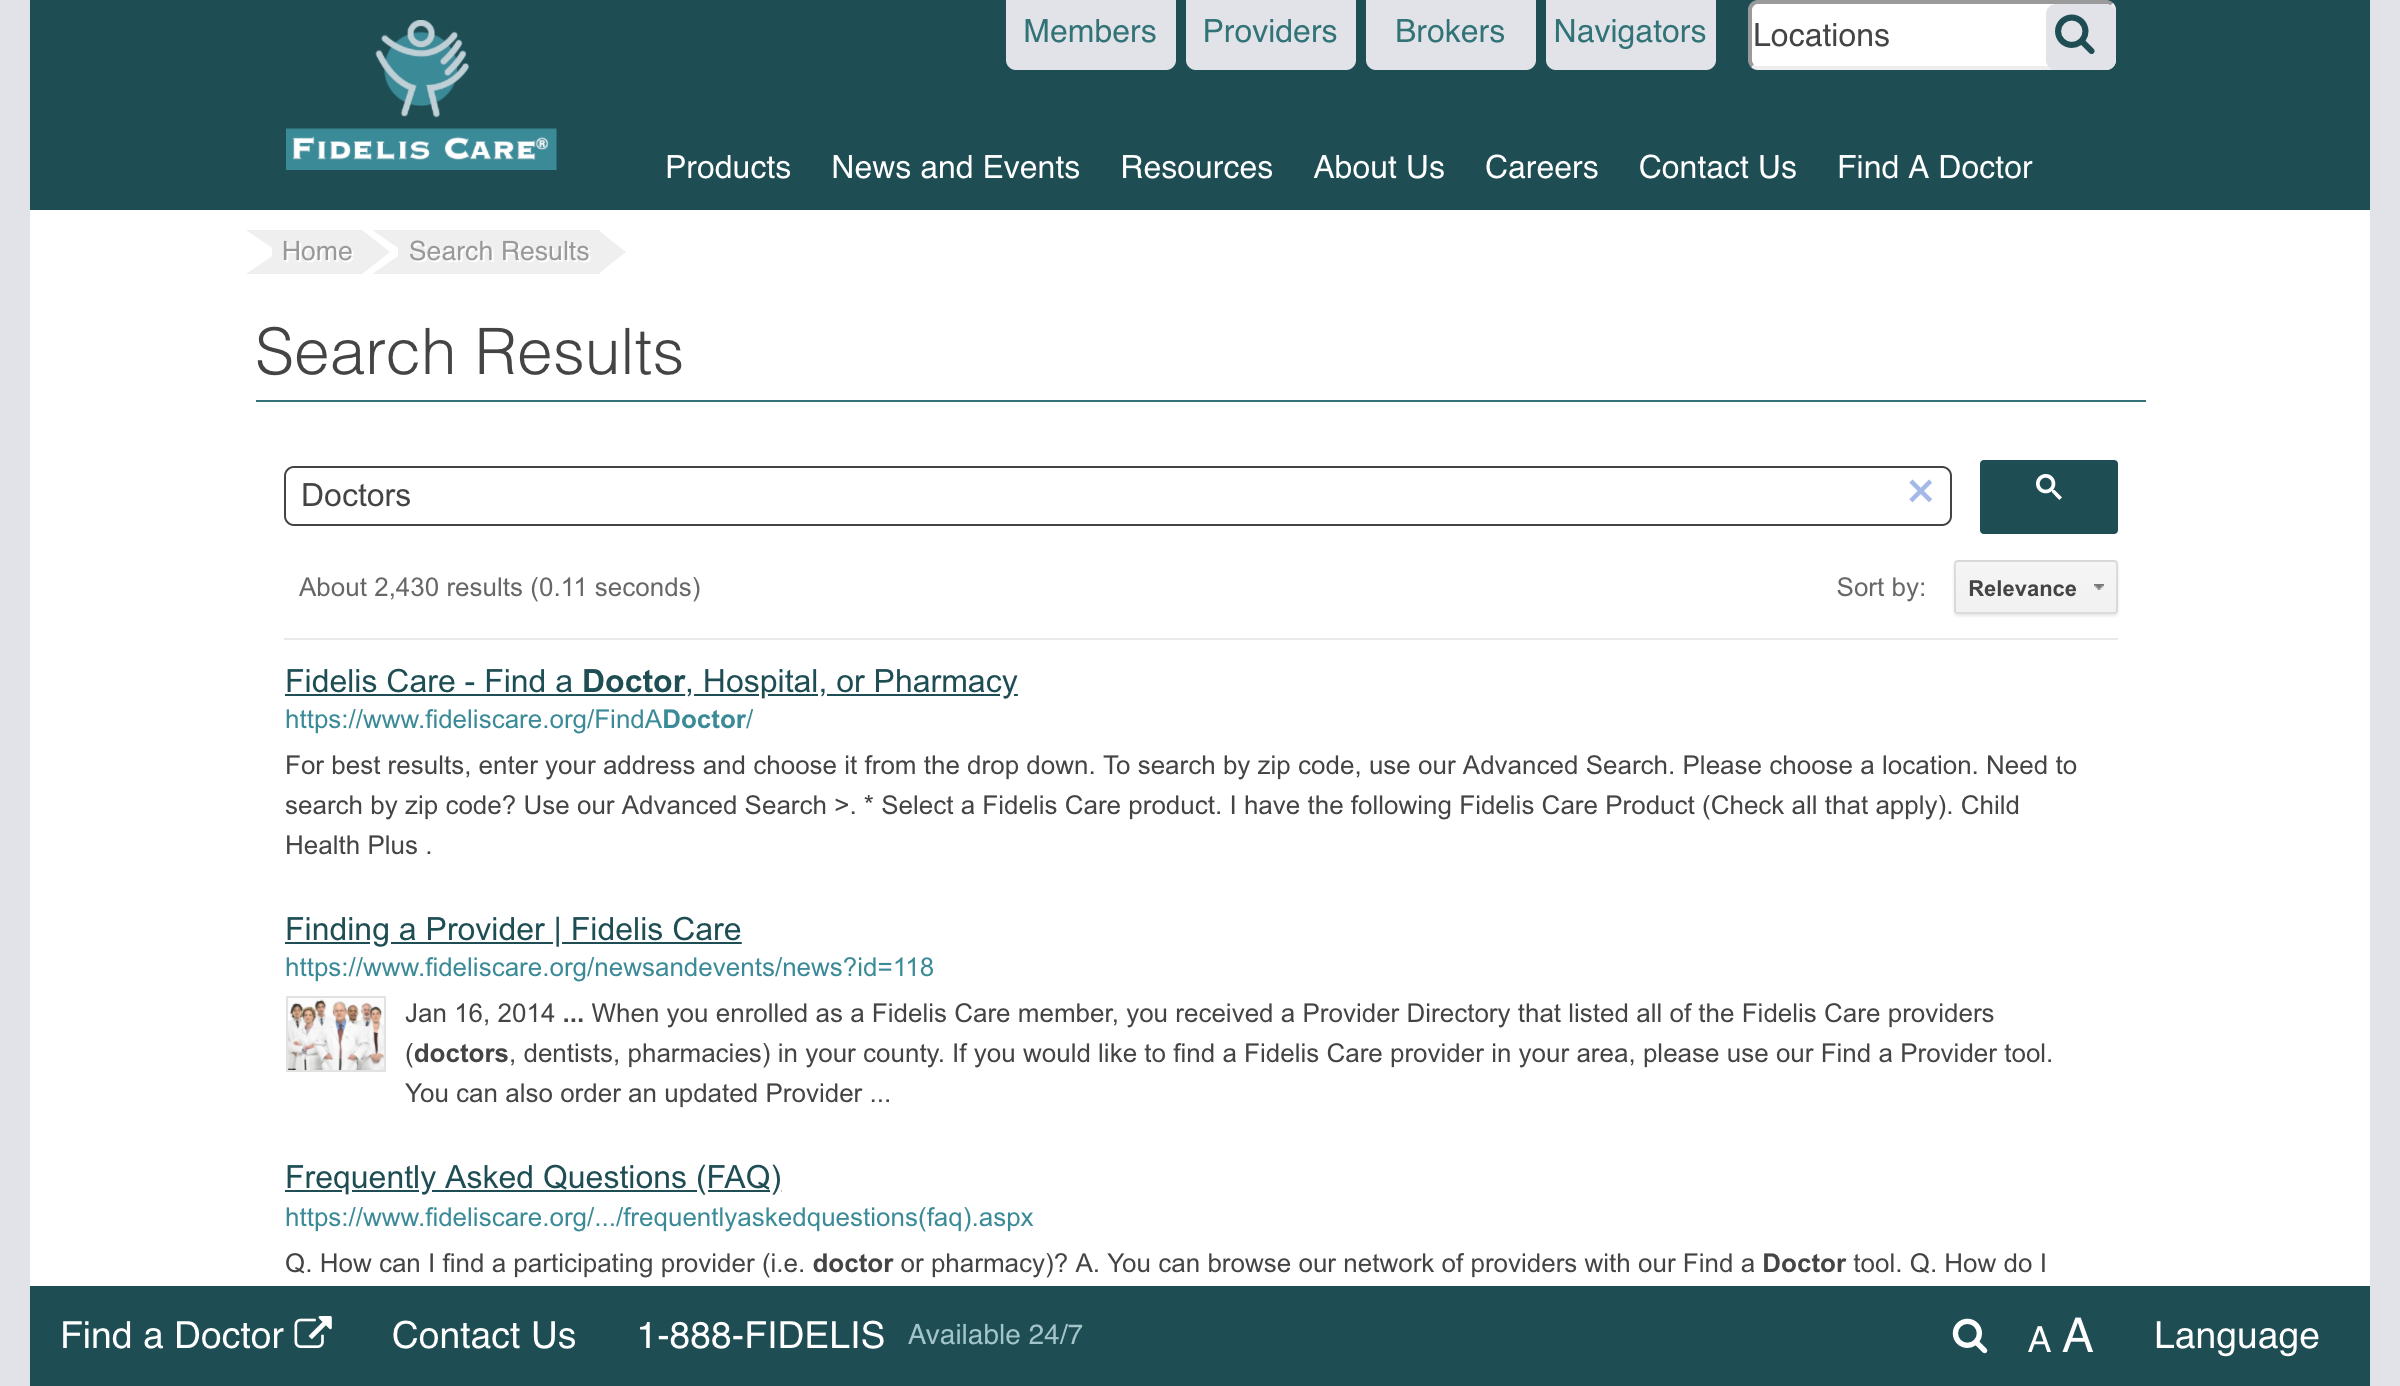 Members Providers Brokers Navigators Locations
FIDELIS CARE®
Products News and Events Resources About Us Careers Contact Us Find A Doctor
Home Search Results
Search Results
Doctors
About 2,430 results (0.11 seconds) Sort by: Relevance
Fidelis Care - Find a Doctor, Hospital, or Pharmacy
https://www.fideliscare.org/FindADoctor/
For best results, enter your address and choose it from the drop down. To search by zip code, use our Advanced Search. Please choose a location. Need to
search by zip code? Use our Advanced Search >. * Select a Fidelis Care product. I have the following Fidelis Care Product (Check all that apply). Child
Health Plus .
Finding a Provider | Fidelis Care
https://www.fideliscare.org/newsandevents/news?id=118
Jan 16, 2014 ... When you enrolled as a Fidelis Care member, you received a Provider Directory that listed all of the Fidelis Care providers
(doctors, dentists, pharmacies) in your county. If you would like to find a Fidelis Care provider in your area, please use our Find a Provider tool.
You can also order an updated Provider ...
Frequently Asked Questions (FAQ)
https://www.fideliscare.org/.../frequentlyaskedquestions(faq).aspx
Q. How can I find a participating provider (i.e. doctor or pharmacy)? A. You can browse our network of providers with our Find a Doctor tool. Q. How do I
Find a Doctor Contact Us 1-888-FIDELIS Available 24/7 A A Language